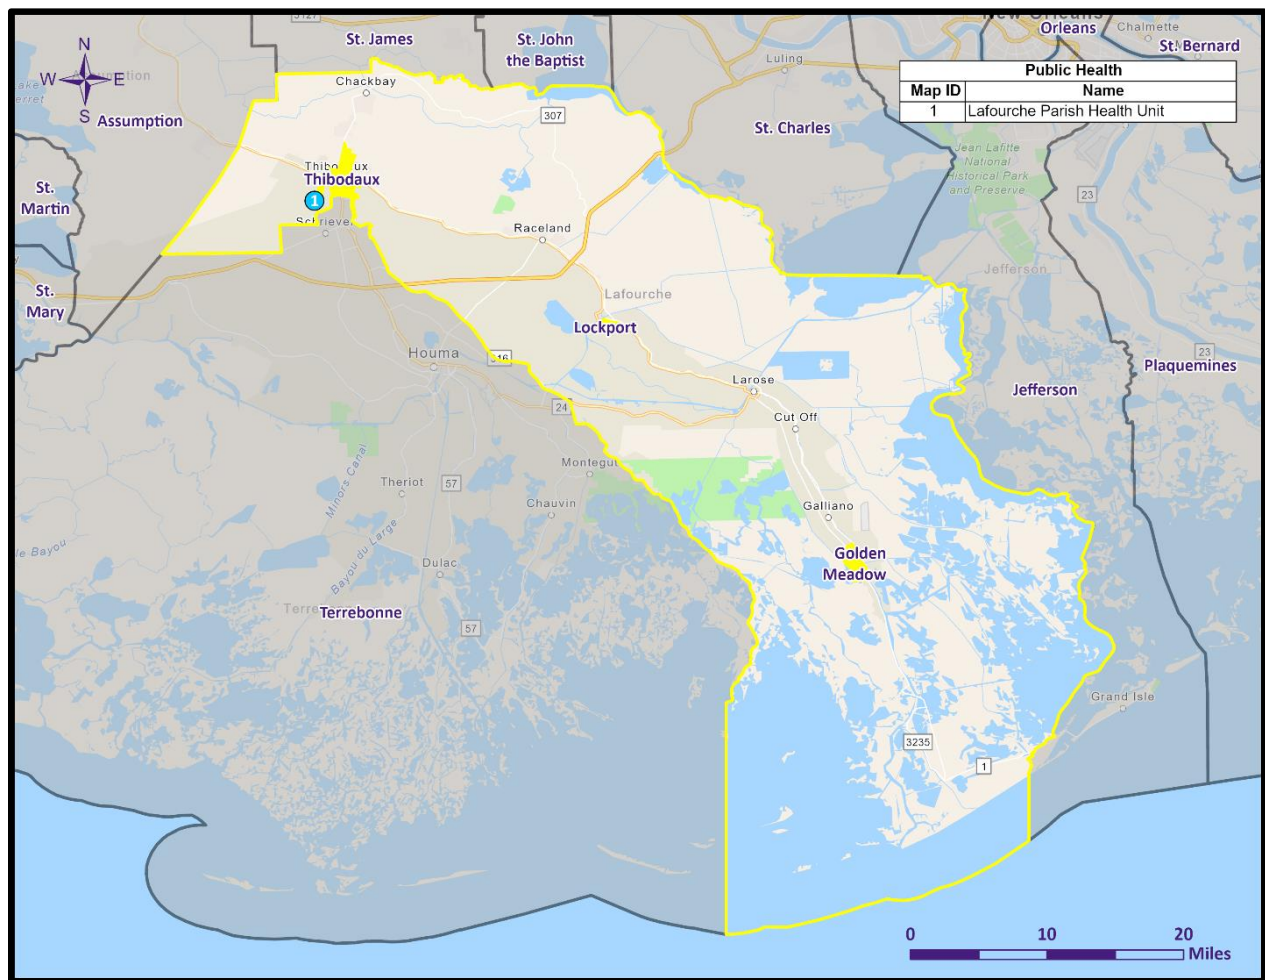 3127
New Orleans
Orleans
Chalmette
St. Bernard
St. James
St. John
the Baptist
Luling
N
W E
S
Assumption
Chackbay
307
Public Health
Map ID Name
1 Lafourche Parish Health Unit
Assumption
St. Charles
Jean Lafitte
National
Historical Park
and Preserve
Thibodaux
Thibodaux
1
St.
Martin
23
Schriever
Raceland
Jefferson
St.
Mary
Lafourche
Lockport
Houma
316
23
Plaquemines
Larose
Jefferson
24
Cut Off
Montegut
Minors Canal
Theriot
57
Chauvin
Galliano
Bayou du Large
Golden
Meadow
Bayou
Dulac
Terrebonne
57
Grand Isle
3235
1
0 10 20
Miles